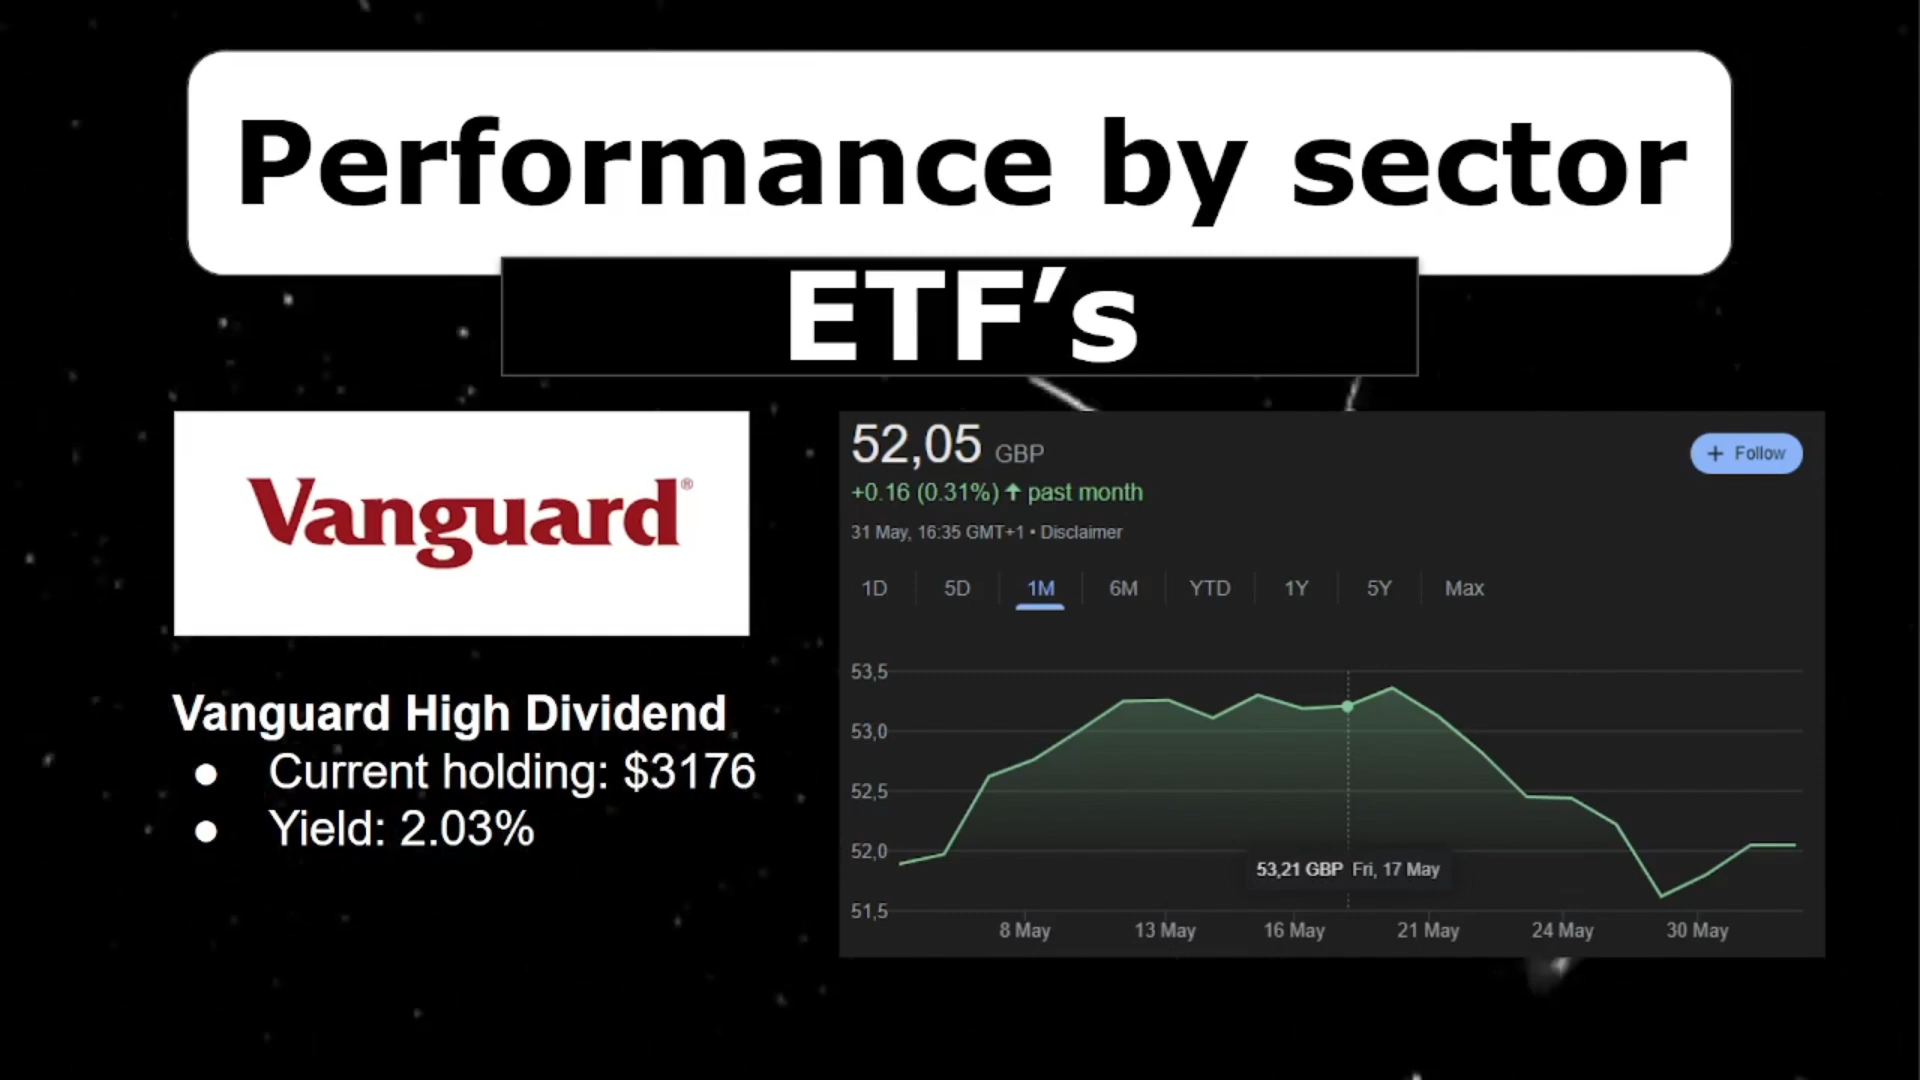 Performance by sector
ETF's
Vanguard®
Vanguard High Dividend
● Current holding: $3176
● Yield: 2.03%
52,05 GBP
+ Follow
+0.16 (0.31%) ↑ past month
31 May, 16:35 GMT+1 • Disclaimer
1D 5D 1M 6M YTD 1Y 5Y Max
53,5
53,0
52,5
52,0
51,5
53,21 GBP Fri, 17 May
8 May 13 May 16 May 21 May 24 May 30 May